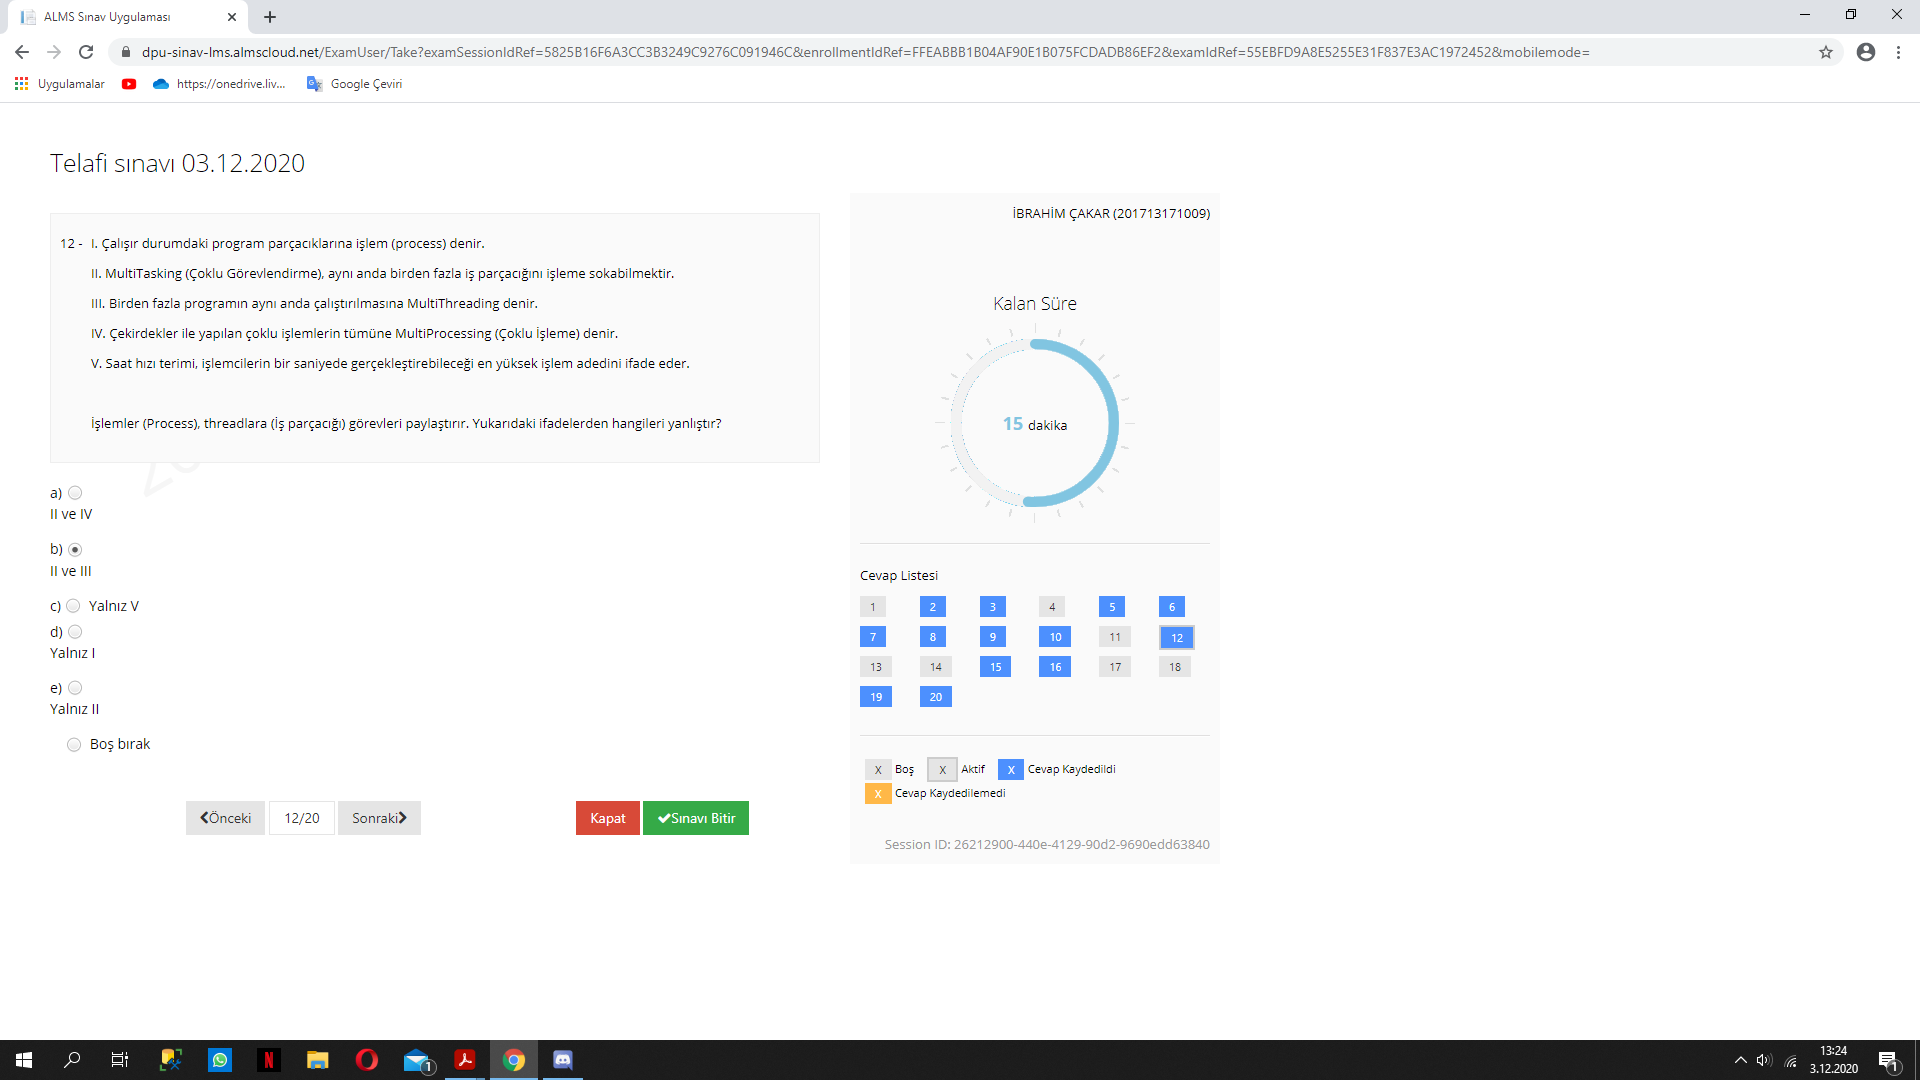 ALMS Sınav Uygulaması
dpu-sinav-lms.almscloud.net/ExamUser/Take?examSessionIdRef=5825B16F6A3CC3B3249C9276C091946C&enrollmentIdRef=FFEABBB1B04AF90E1B075FCDADB86EF2&examIdRef=55EBFD9A8E5255E31F837E3AC1972452&mobilemode=
Uygulamalar https://onedrive.liv... Google Çeviri
Telafi sınavı 03.12.2020
İBRAHİM ÇAKAR (201713171009)
12 - I. Çalışır durumdaki program parçacıklarına işlem (process) denir.
II. MultiTasking (Çoklu Görevlendirme), aynı anda birden fazla iş parçacığını işleme sokabilmektir.
III. Birden fazla programın aynı anda çalıştırılmasına MultiThreading denir.
IV. Çekirdekler ile yapılan çoklu işlemlerin tümüne MultiProcessing (Çoklu İşleme) denir.
V. Saat hızı terimi, işlemcilerin bir saniyede gerçekleştirebileceği en yüksek işlem adedini ifade eder.
İşlemler (Process), threadlara (İş parçacığı) görevleri paylaştırır. Yukarıdaki ifadelerden hangileri yanlıştır?
a)
II ve IV
b)
II ve III
c) Yalnız V
d)
Yalnız I
e)
Yalnız II
Boş bırak
Önceki 12/20 Sonraki Kapat Sınavı Bitir
Kalan Süre
15 dakika
Cevap Listesi
1 2 3 4 5 6
7 8 9 10 11 12
13 14 15 16 17 18
19 20
X Boş X Aktif X Cevap Kaydedildi
X Cevap Kaydedilemedi
Session ID: 26212900-440e-4129-90d2-9690edd63840
13:24
3.12.2020